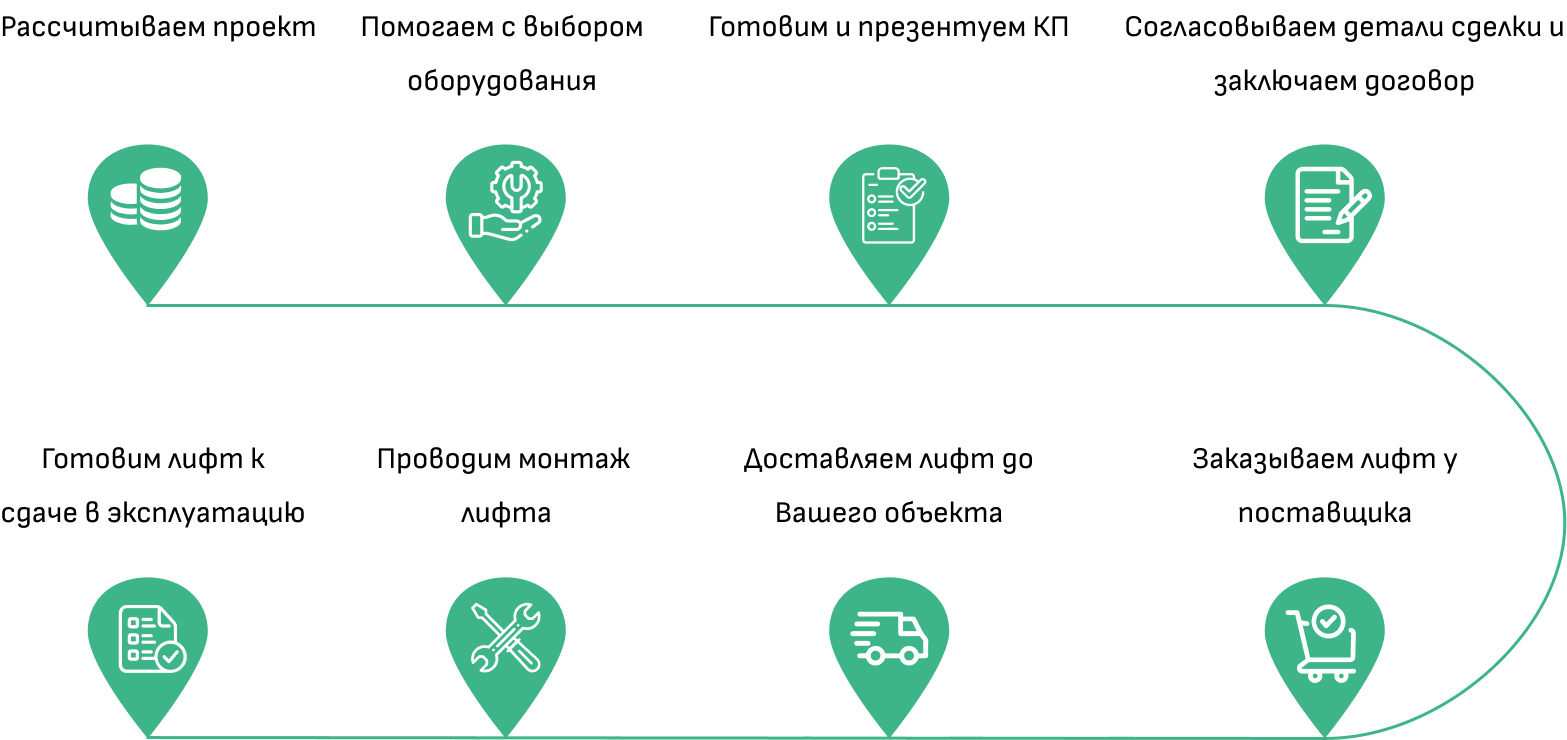 Рассчитываем проект
Помогаем с выбором
оборудования
Готовим и презентуем КП
Согласовываем детали сделки и
заключаем договор
Готовим лифт к
сдаче в эксплуатацию
Проводим монтаж
лифта
Доставляем лифт до
Вашего объекта
Заказываем лифт у
поставщика